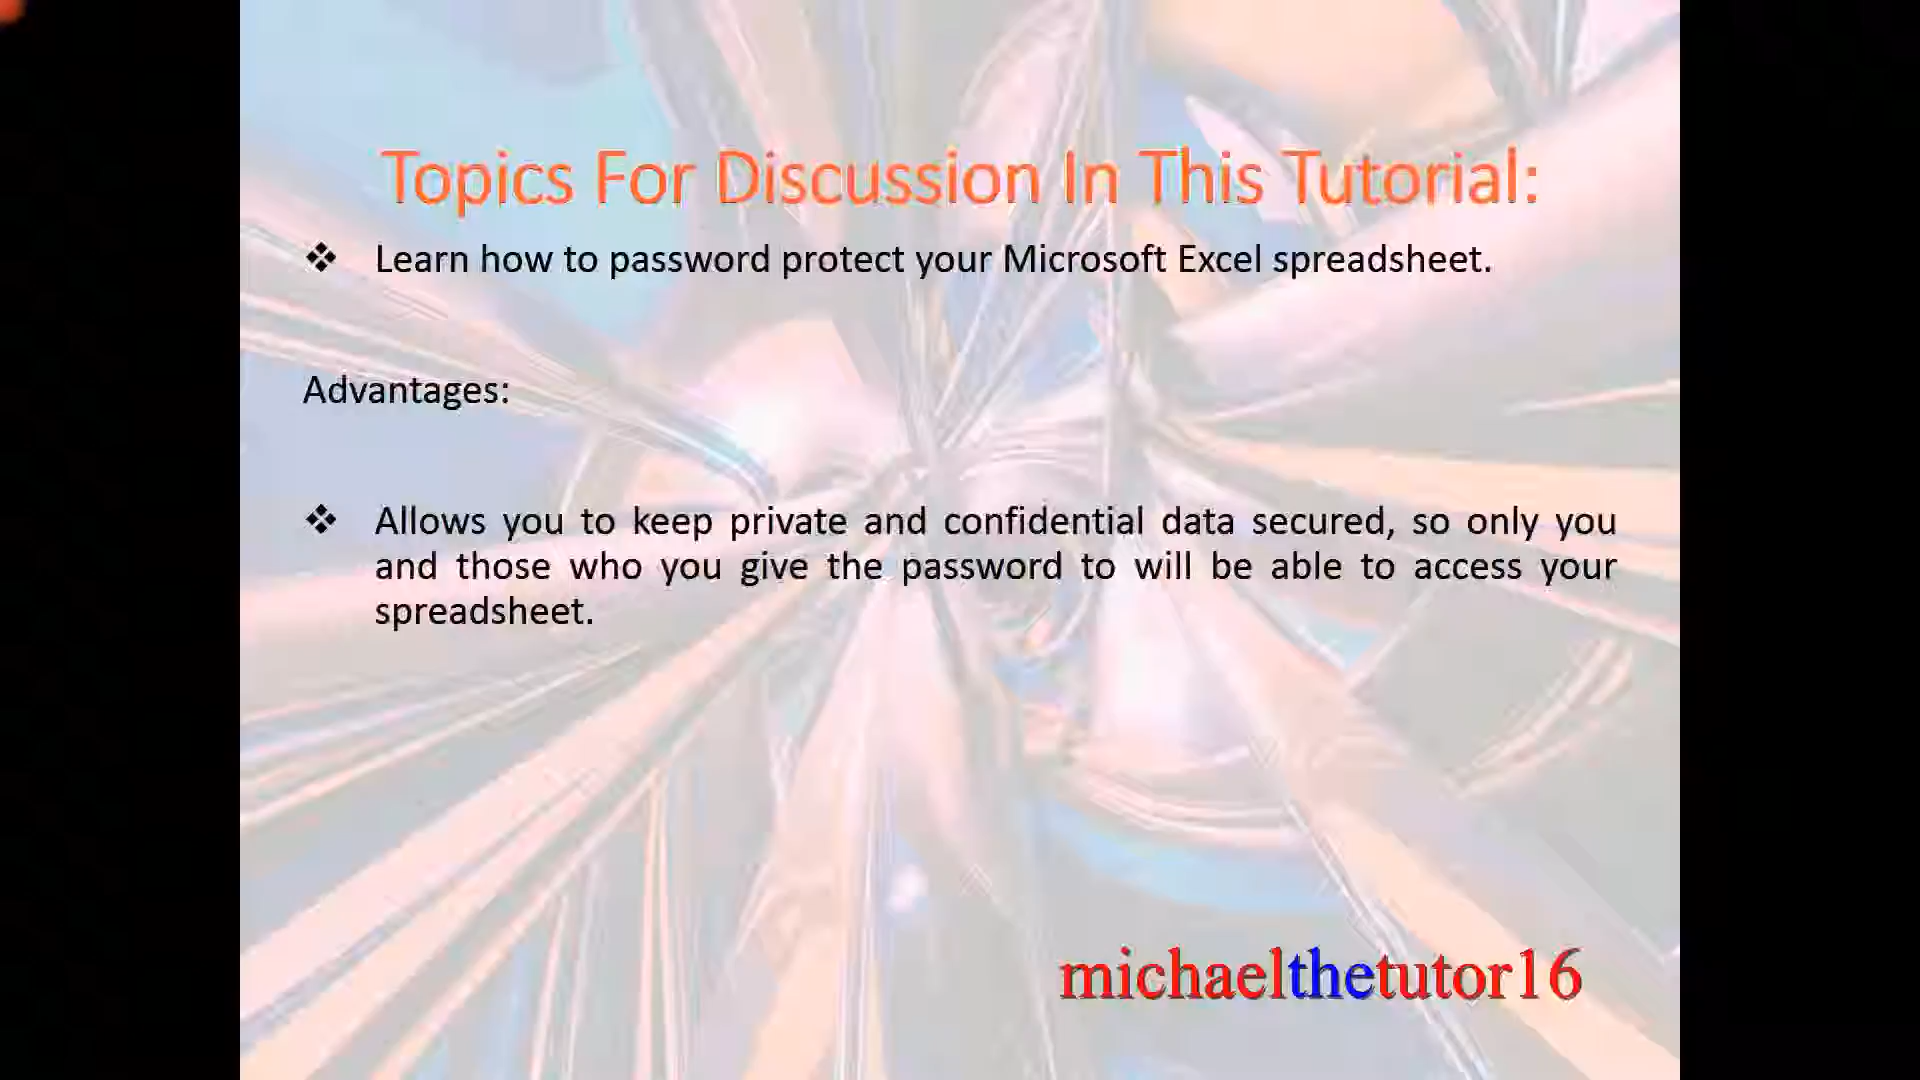 Topics For Discussion In This Tutorial:
❖ Learn how to password protect your Microsoft Excel spreadsheet.
Advantages:
❖ Allows you to keep private and confidential data secured, so only you
and those who you give the password to will be able to access your
spreadsheet.
michaelthetutor16